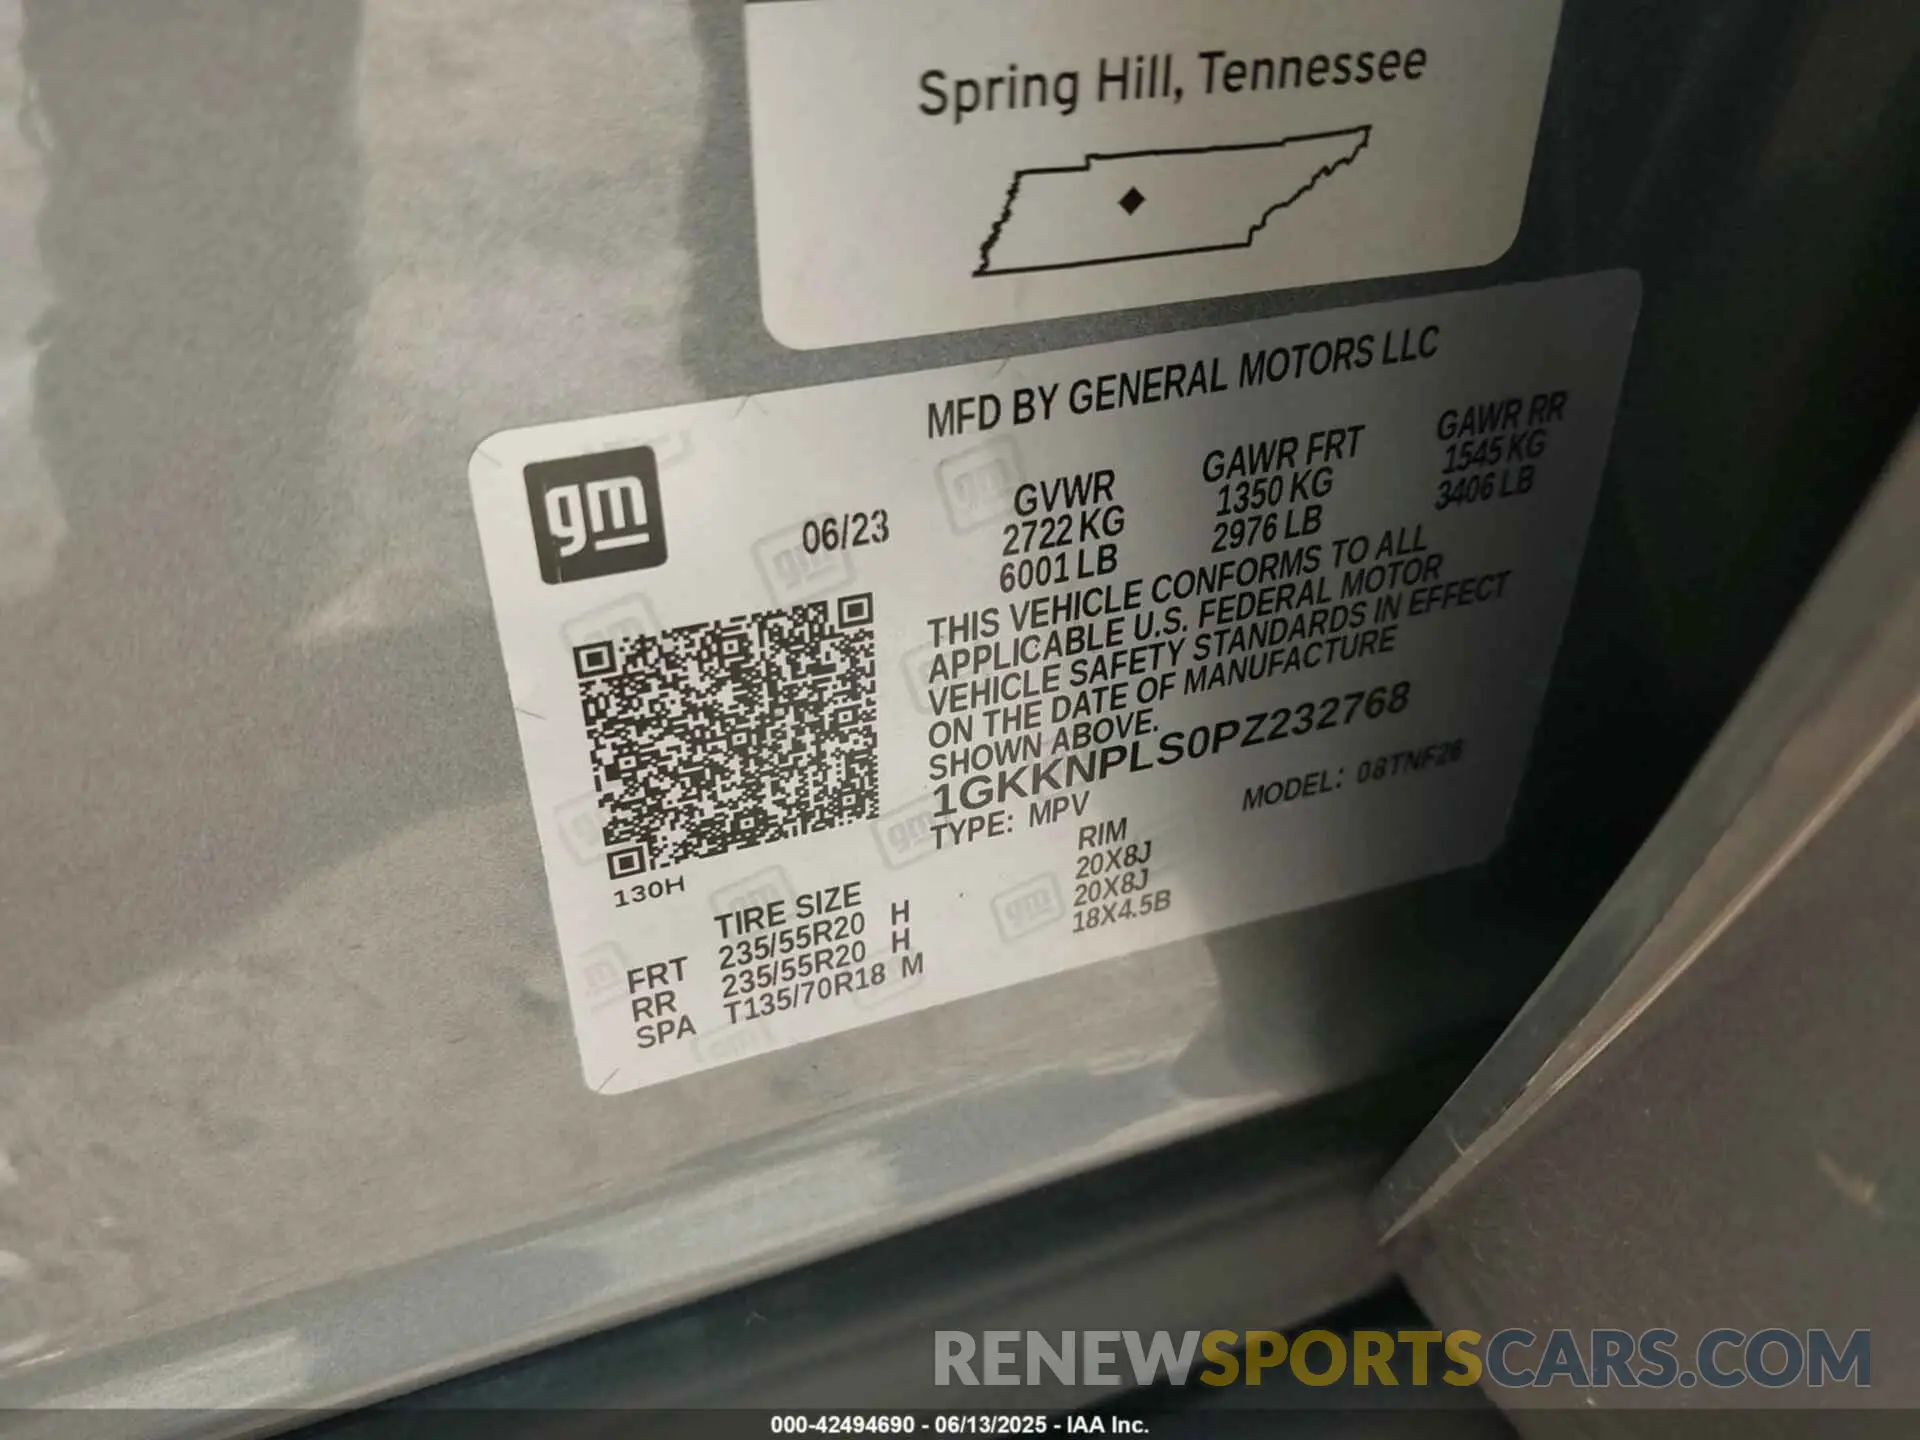 Spring Hill, Tennessee
MFD BY GENERAL MOTORS LLC
gm
06/23
GVWR
2722 KG
6001 LB
GAWR FRT
1350 KG
2976 LB
GAWR RR
1545 KG
3406 LB
THIS VEHICLE CONFORMS TO ALL
APPLICABLE U.S. FEDERAL MOTOR
VEHICLE SAFETY STANDARDS IN EFFECT
ON THE DATE OF MANUFACTURE
SHOWN ABOVE.
1GKKNPLS0PZ232768
TYPE: MPV
MODEL: 08TNF26
130H
TIRE SIZE
RIM
FRT 235/55R20 H 20X8J
RR 235/55R20 H 20X8J
SPA T135/70R18 M 18X4.5B
RENEWSPORTSCARS.COM
000-42494690 - 06/13/2025 - IAA Inc.